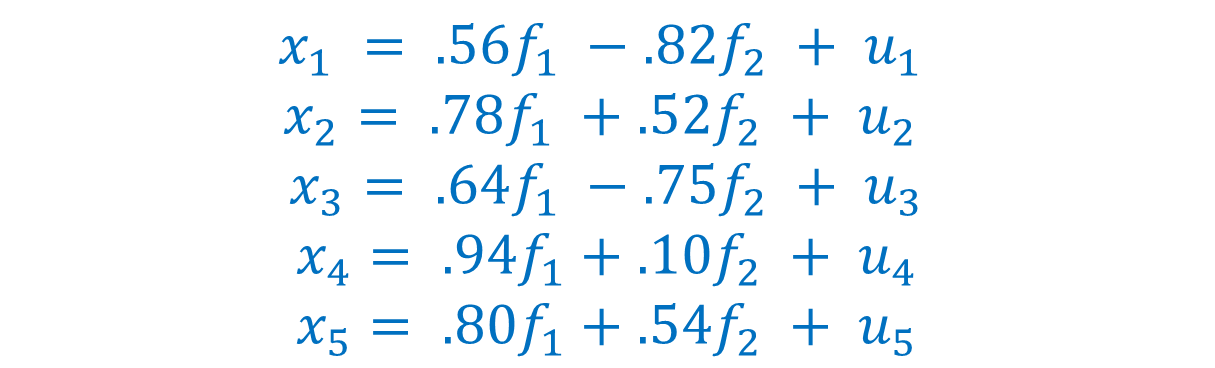 x₁ = .56f₁ − .82f₂ + u₁
x₂ = .78f₁ + .52f₂ + u₂
x₃ = .64f₁ − .75f₂ + u₃
x₄ = .94f₁ + .10f₂ + u₄
x₅ = .80f₁ + .54f₂ + u₅